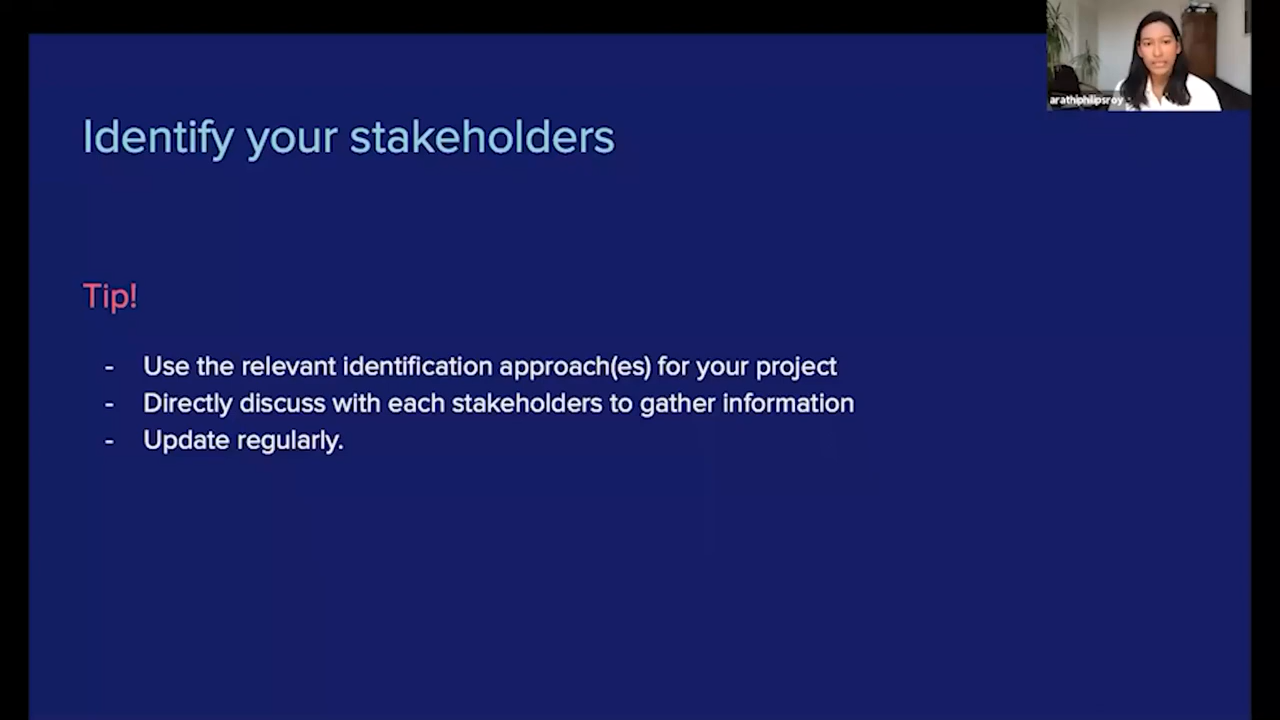 arathiphilipsroy
Identify your stakeholders
Tip!
- Use the relevant identification approach(es) for your project
- Directly discuss with each stakeholders to gather information
- Update regularly.